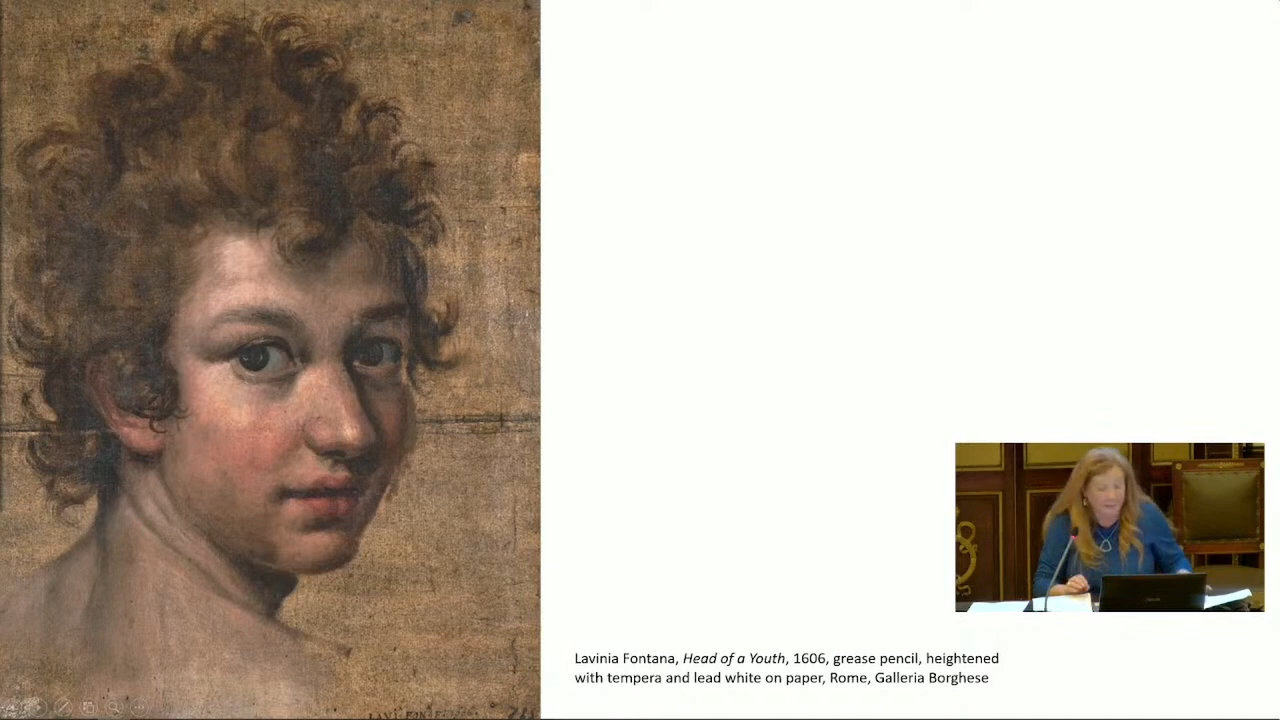 Lavinia Fontana, Head of a Youth, 1606, grease pencil, heightened
with tempera and lead white on paper, Rome, Galleria Borghese